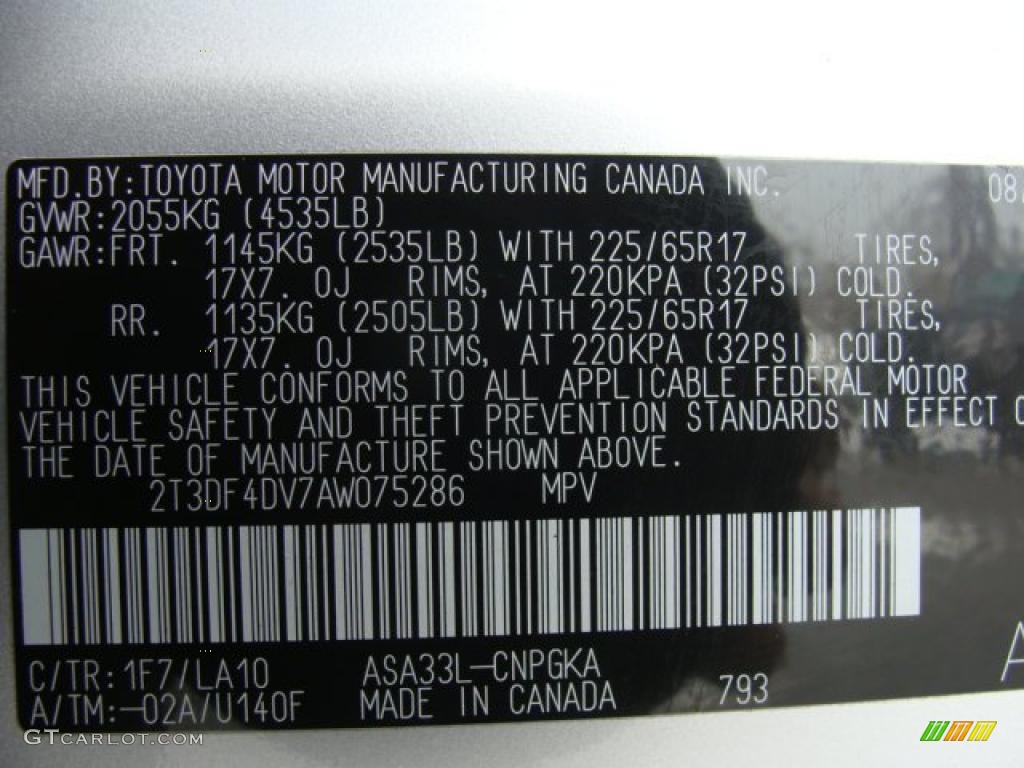 MFD.BY:TOYOTA MOTOR MANUFACTURING CANADA INC. 08
GVWR:2055KG (4535LB)
GAWR:FRT. 1145KG (2535LB) WITH 225/65R17 TIRES,
17X7. 0J RIMS, AT 220KPA (32PSI) COLD.
RR. 1135KG (2505LB) WITH 225/65R17 TIRES,
17X7. 0J RIMS, AT 220KPA (32PSI) COLD.
THIS VEHICLE CONFORMS TO ALL APPLICABLE FEDERAL MOTOR
VEHICLE SAFETY AND THEFT PREVENTION STANDARDS IN EFFECT
THE DATE OF MANUFACTURE SHOWN ABOVE.
2T3DF4DV7AW075286 MPV
C/TR:1F7/LA10 ASA33L-CNPGKA
A/TM:-02A/U140F MADE IN CANADA 793
GTCARLOT.COM